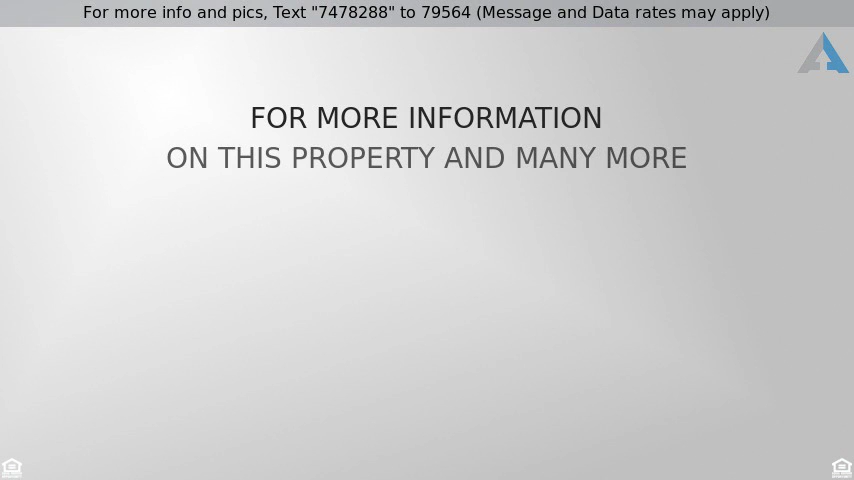 For more info and pics, Text "7478288" to 79564 (Message and Data rates may apply)
FOR MORE INFORMATION
ON THIS PROPERTY AND MANY MORE